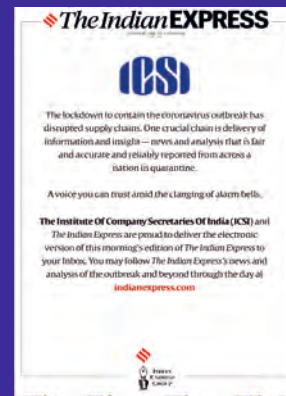 The Indian EXPRESS
ICSI
The lockdown to contain the coronavirus outbreak has
disrupted supply chains. One crucial chain is delivery of
information and insight — news and analysis that is fair
and accurate and reliably reported from across a
nation in quarantine.
A voice you can trust amid the clanging of alarm bells.
The Institute Of Company Secretaries Of India (ICSI) and
The Indian Express are proud to deliver the electronic
version of this morning's edition of The Indian Express to
your Inbox. You may follow The Indian Express's news and
analysis of the outbreak and beyond through the day at
indianexpress.com